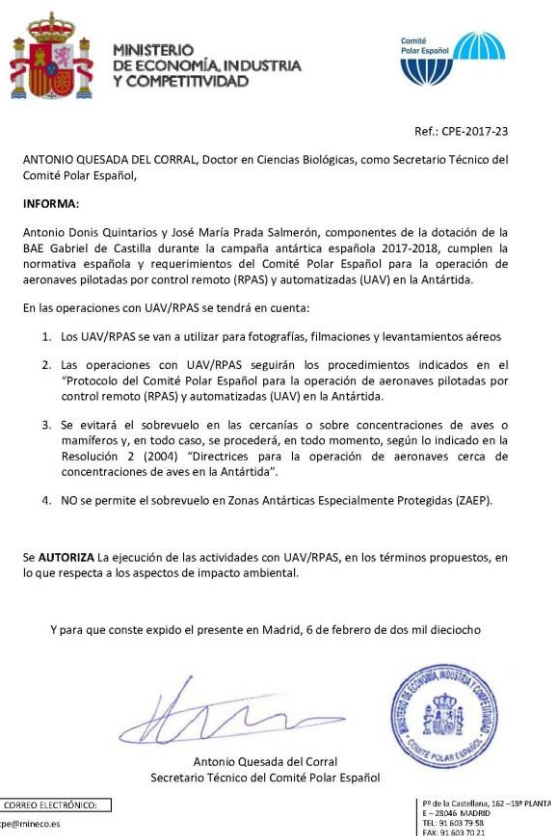 MINISTERIO
DE ECONOMÍA, INDUSTRIA
Y COMPETITIVIDAD
Comité
Polar Español
Ref.: CPE-2017-23
ANTONIO QUESADA DEL CORRAL, Doctor en Ciencias Biológicas, como Secretario Técnico del
Comité Polar Español,
INFORMA:
Antonio Donis Quintarios y José María Prada Salmerón, componentes de la dotación de la
BAE Gabriel de Castilla durante la campaña antártica española 2017-2018, cumplen la
normativa española y requerimientos del Comité Polar Español para la operación de
aeronaves pilotadas por control remoto (RPAS) y automatizadas (UAV) en la Antártida.
En las operaciones con UAV/RPAS se tendrá en cuenta:
1. Los UAV/RPAS se van a utilizar para fotografías, filmaciones y levantamientos aéreos
2. Las operaciones con UAV/RPAS seguirán los procedimientos indicados en el
“Protocolo del Comité Polar Español para la operación de aeronaves pilotadas por
control remoto (RPAS) y automatizadas (UAV) en la Antártida.
3. Se evitará el sobrevuelo en las cercanías o sobre concentraciones de aves o
mamíferos y, en todo caso, se procederá, en todo momento, según lo indicado en la
Resolución 2 (2004) “Directrices para la operación de aeronaves cerca de
concentraciones de aves en la Antártida”.
4. NO se permite el sobrevuelo en Zonas Antárticas Especialmente Protegidas (ZAEP).
Se AUTORIZA La ejecución de las actividades con UAV/RPAS, en los términos propuestos, en
lo que respecta a los aspectos de impacto ambiental.
Y para que conste expido el presente en Madrid, 6 de febrero de dos mil dieciocho
MINISTERIO DE ECONOMÍA, INDUSTRIA Y COMPETITIVIDAD
COMITÉ POLAR ESPAÑOL
Antonio Quesada del Corral
Secretario Técnico del Comité Polar Español
CORREO ELECTRÓNICO:
cpe@mineco.es
Pº de la Castellana, 162 –18ª PLANTA
E – 28046 MADRID
TEL: 91 603 79 58
FAX: 91 603 70 21